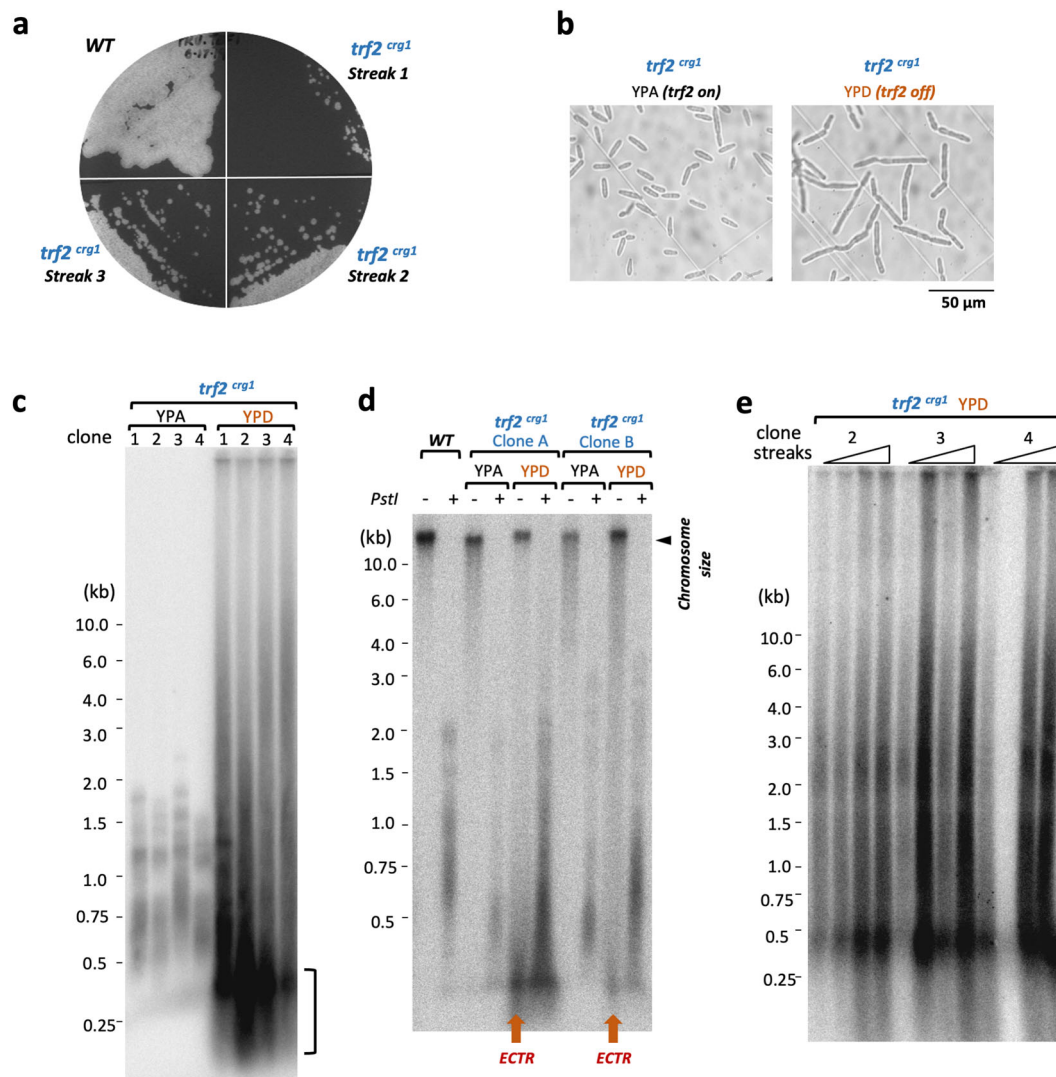 a
WT
trf2 crg1
Streak 1
trf2 crg1
Streak 3
trf2 crg1
Streak 2
b
trf2 crg1
YPA (trf2 on)
trf2 crg1
YPD (trf2 off)
50 µm
c
trf2 crg1
YPA YPD
clone 1 2 3 4 1 2 3 4
(kb)
10.0
6.0
4.0
3.0
2.0
1.5
1.0
0.75
0.5
0.25
d
trf2 crg1 trf2 crg1
WT Clone A Clone B
YPA YPD YPA YPD
PstI - + - + - + - + - +
(kb)
10.0
6.0
4.0
3.0
2.0
1.5
1.0
0.75
0.5
Chromosome
size
ECTR ECTR
e
trf2 crg1 YPD
clone 2 3 4
streaks
(kb)
10.0
6.0
4.0
3.0
2.0
1.5
1.0
0.75
0.5
0.25